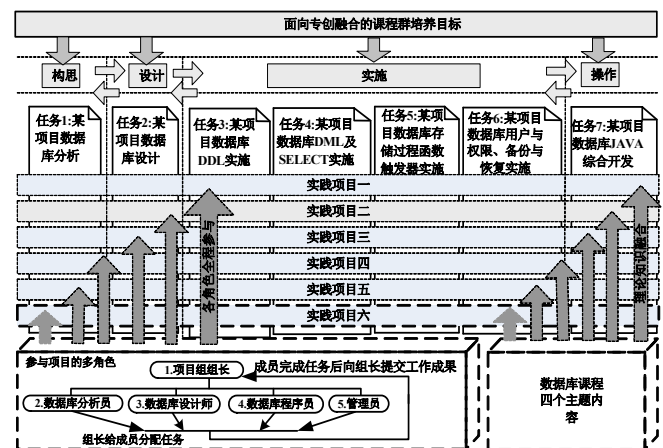 面向专创融合的课程群培养目标
构思
设计
实施
操作
任务1:某
项目数据
库分析
任务2:某
项目数据
库设计
任务3:某项
目数据库
DDL实施
任务4:某项目
数据库DML及
SELECT实施
任务5:某项
目数据库存
储过程函数
触发器实施
任务6:某项目
数据库用户与
权限、备份与
恢复实施
任务7:某项目
数据库JAVA
综合开发
实践项目一
实践项目二
实践项目三
实践项目四
实践项目五
实践项目六
各角色全程参与
理论知识融合
参与项目的多角色
1.项目组组长
成员完成任务后向组长提交工作成果
2.数据库分析员
3.数据库设计师
4.数据库程序员
5.管理员
组长给成员分配任务
数据库课程
四个主题内
容